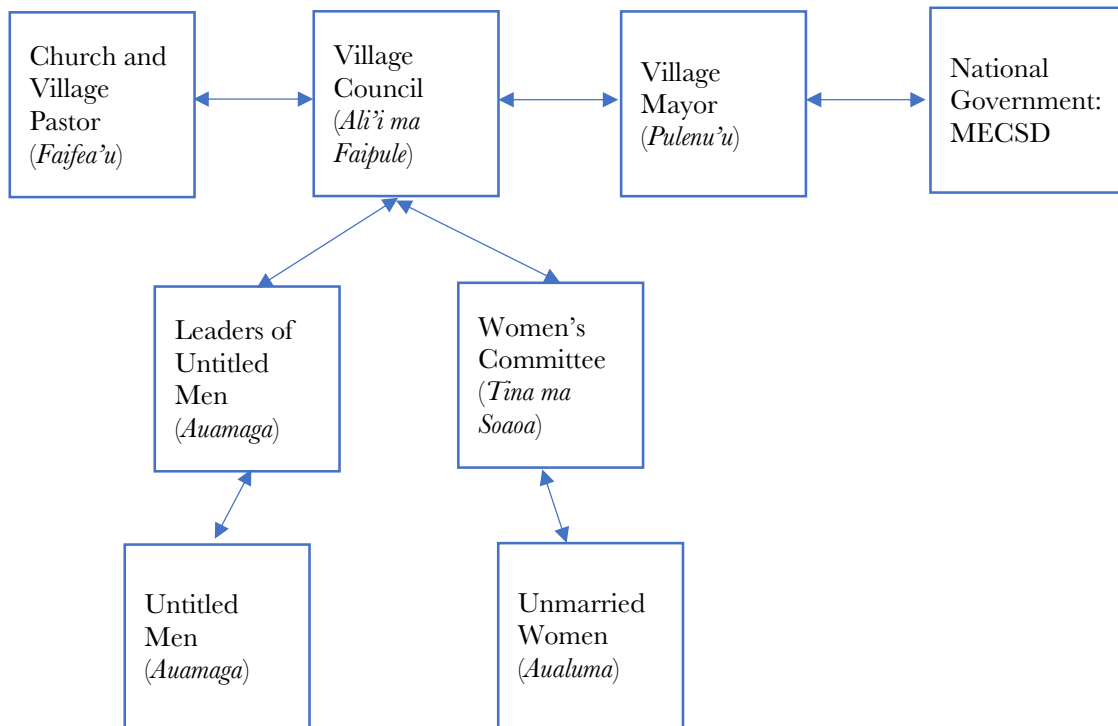 Church and
Village
Pastor
(Faifea’u)
Village
Council
(Ali’i ma
Faipule)
Village
Mayor
(Pulenu’u)
National
Government:
MECSD
Leaders of
Untitled
Men
(Auamaga)
Women’s
Committee
(Tina ma
Soaoa)
Untitled
Men
(Auamaga)
Unmarried
Women
(Aualuma)